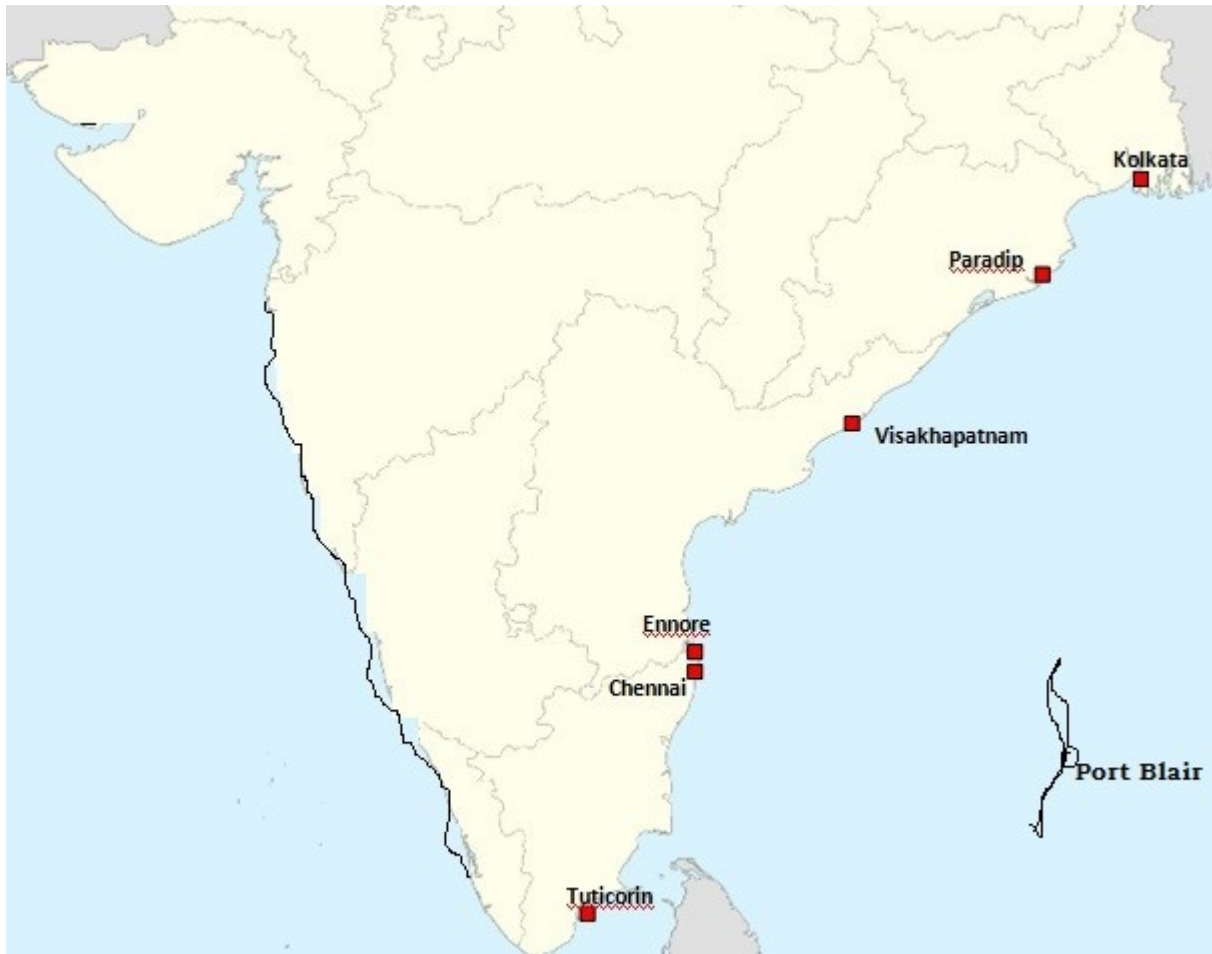 Kolkata
Paradip
Visakhapatnam
Ennore
Chennai
Port Blair
Tuticorin